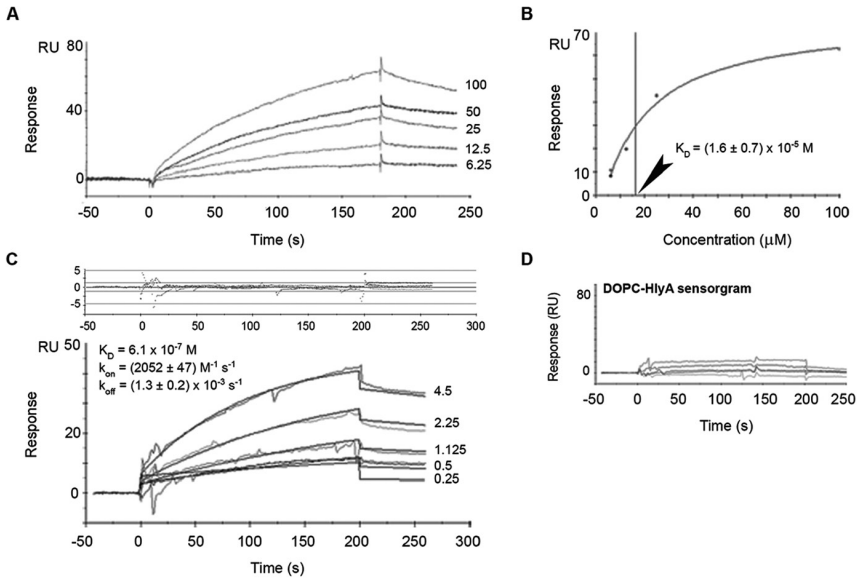 A
RU
80
40
0
Response
100
50
25
12.5
6.25
-50 0 50 100 150 200 250
Time (s)
B
RU
70
10
0
Response
K_D = (1.6 ± 0.7) x 10⁻⁵ M
0 20 40 60 80 100
Concentration (μM)
C
5
0
-5
-50 0 50 100 150 200 250 300
RU
50
20
0
Response
K_D = 6.1 x 10⁻⁷ M
k_on = (2052 ± 47) M⁻¹ s⁻¹
k_off = (1.3 ± 0.2) x 10⁻³ s⁻¹
4.5
2.25
1.125
0.5
0.25
-50 0 50 100 150 200 250 300
Time (s)
D
DOPC-HlyA sensorgram
80
0
Response (RU)
-50 0 50 100 150 200 250
Time (s)